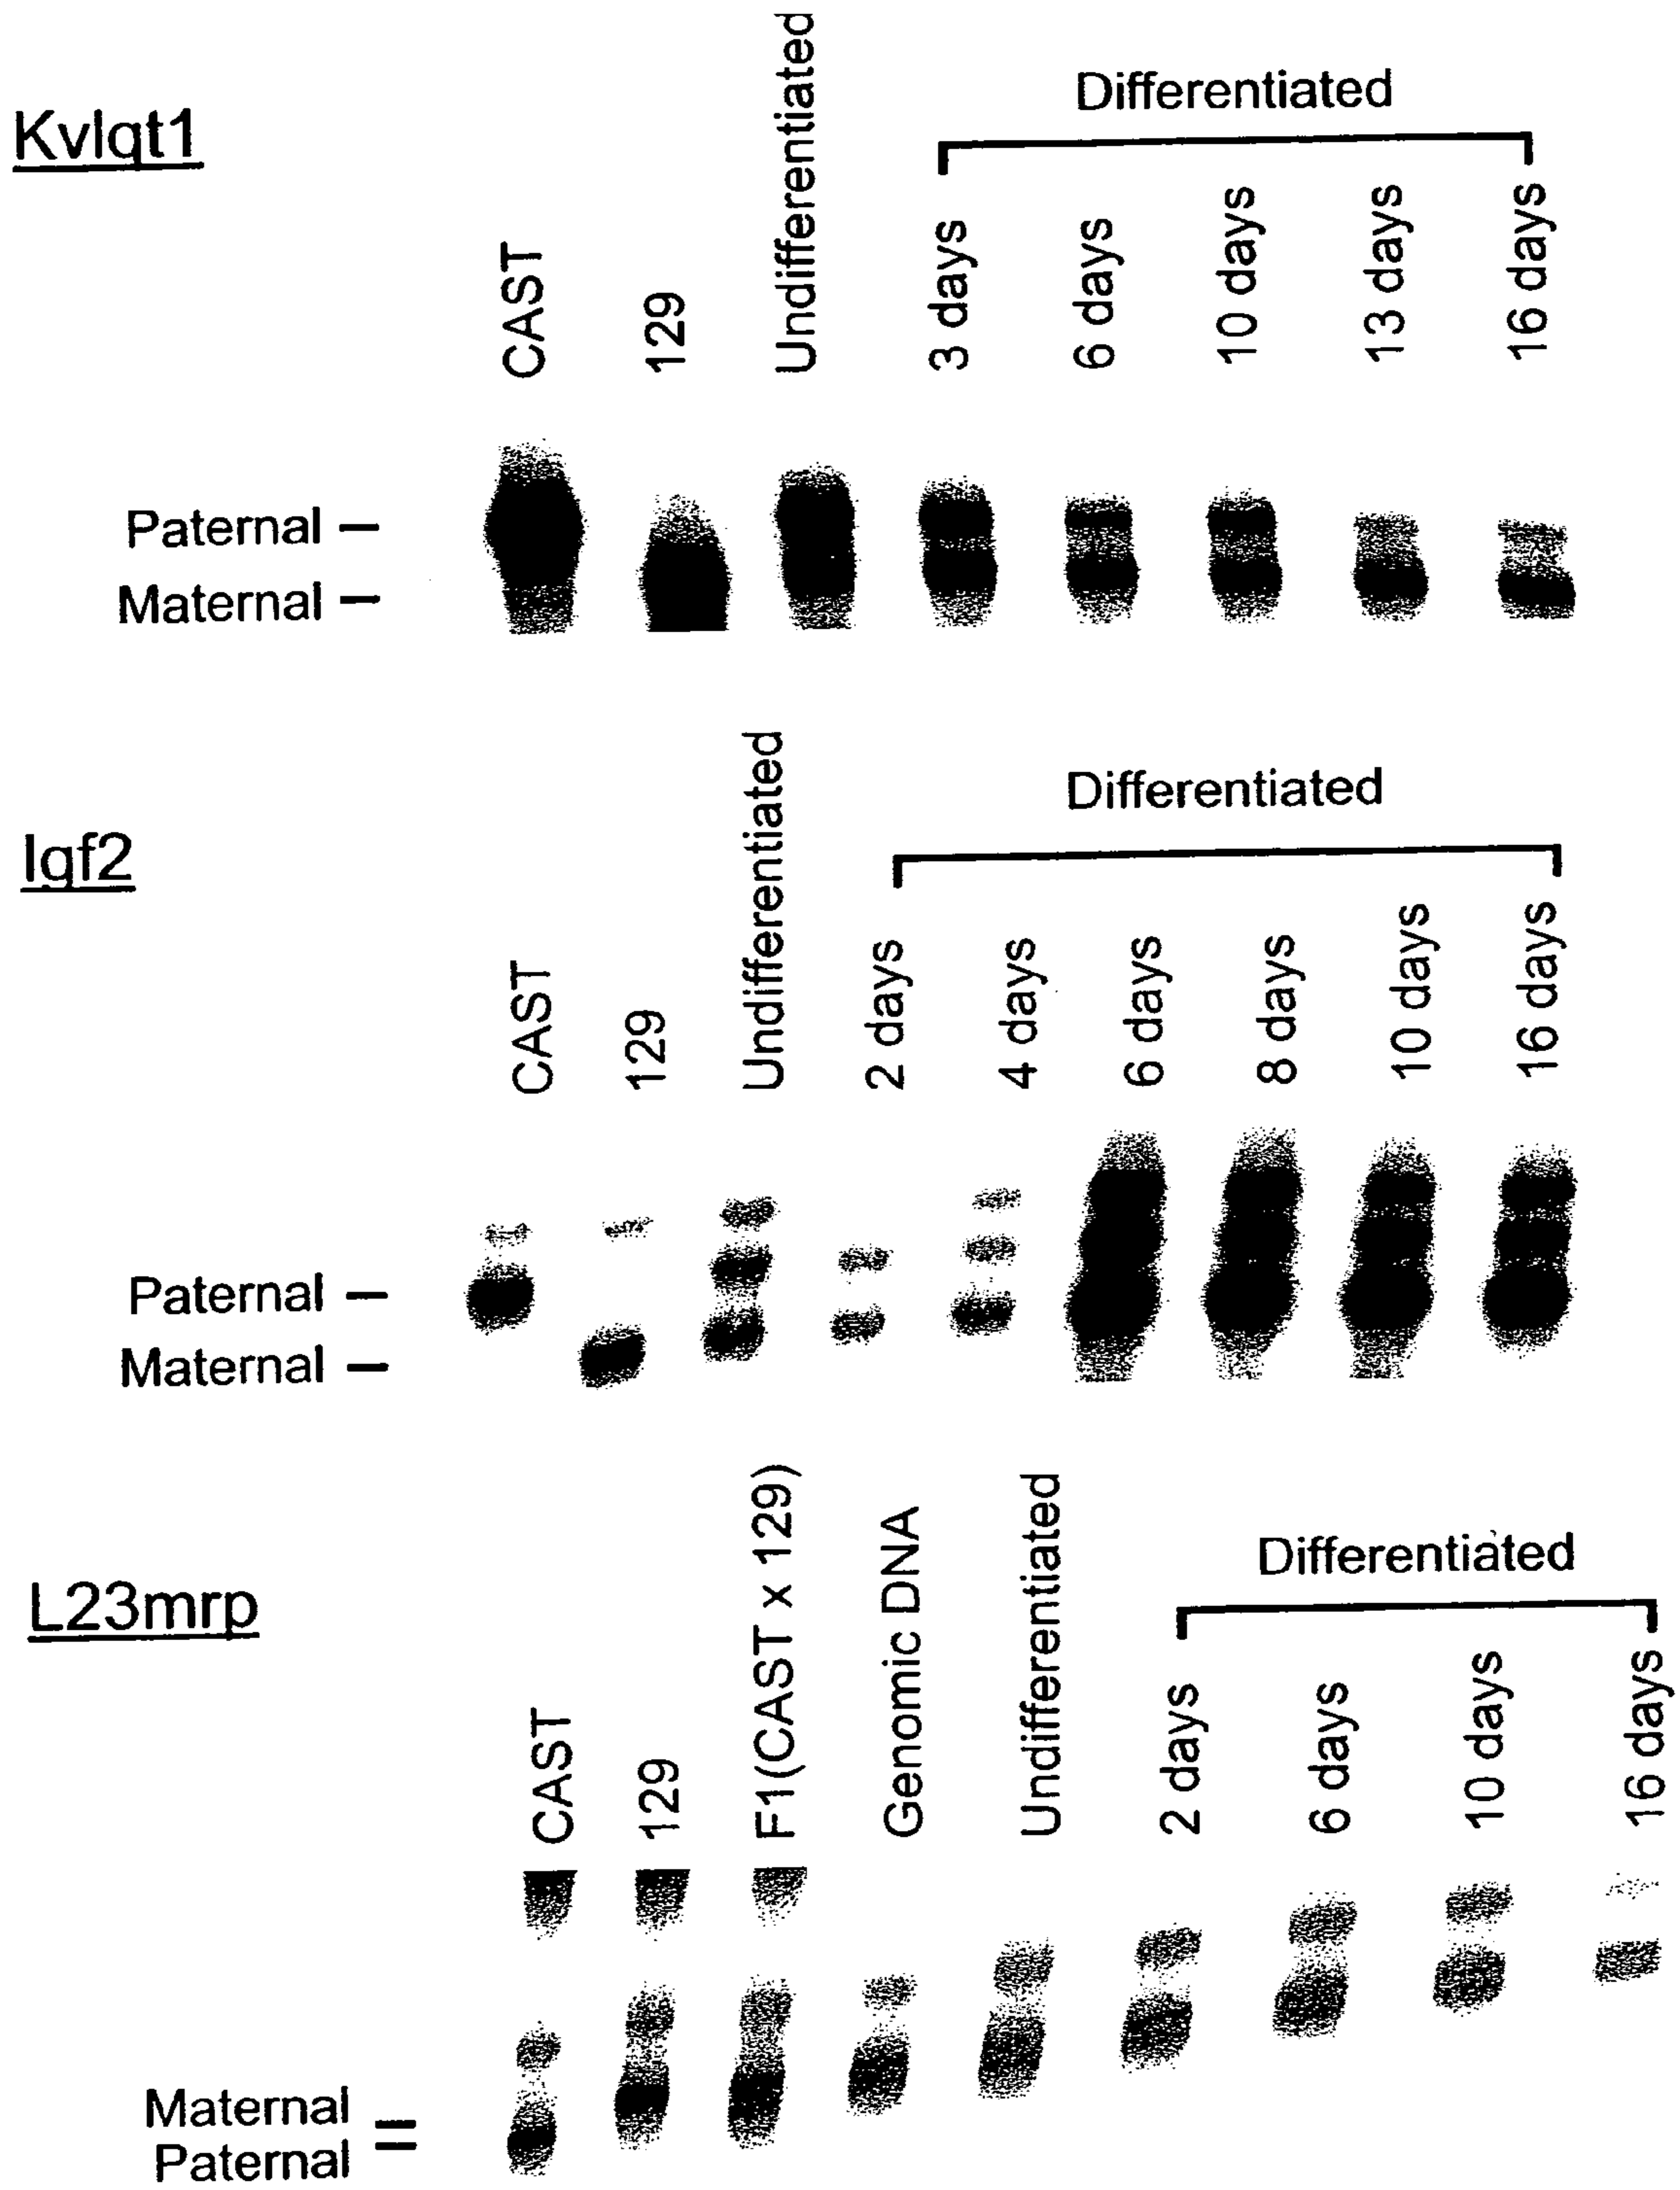 Kvlqt1
Differentiated
CAST
129
Undifferentiated
3 days
6 days
10 days
13 days
16 days
Paternal
Maternal
Igf2
Differentiated
CAST
129
Undifferentiated
2 days
4 days
6 days
8 days
10 days
16 days
Paternal
Maternal
L23mrp
Differentiated
CAST
129
F1(CAST x 129)
Genomic DNA
Undifferentiated
2 days
6 days
10 days
16 days
Maternal
Paternal